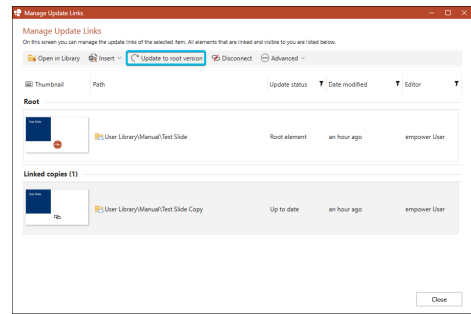 Manage Update Links
Manage Update Links
On this screen you can manage the update links of the selected item. All elements that are linked and visible to you are listed below.
Open in Library Insert Update to root version Disconnect Advanced
Thumbnail Path Update status Date modified Editor
Root
Test Slide
User Library\Manual\Test Slide Root element an hour ago empower User
Linked copies (1)
Test Slide
User Library\Manual\Test Slide Copy Up to date an hour ago empower User
Close